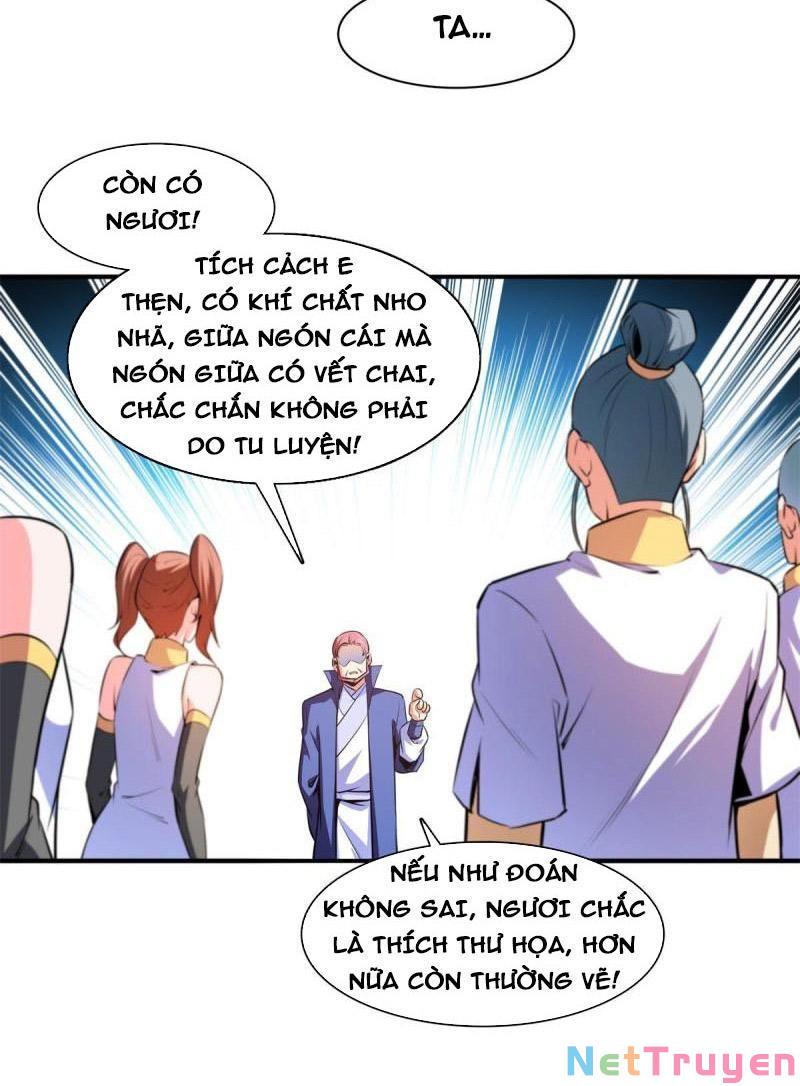 TA...
CÒN CÓ
NGƯƠI!
TÍCH CÁCH E
THẸN, CÓ KHÍ CHẤT NHO
NHÃ, GIỮA NGÓN CÁI MÀ
NGÓN GIỮA CÓ VẾT CHAI,
CHẮC CHẮN KHÔNG PHẢI
DO TU LUYỆN!
NẾU NHƯ ĐOÁN
KHÔNG SAI, NGƯƠI CHẮC
LÀ THÍCH THƯ HỌA, HƠN
NỮA CÒN THƯỜNG VẼ!
NetTruyen